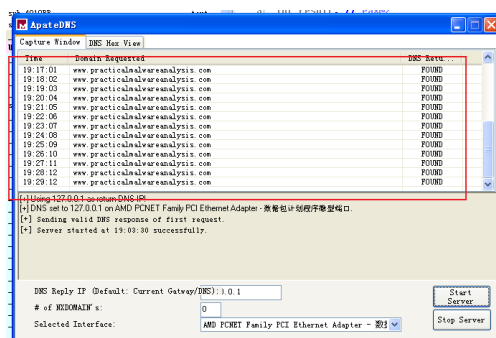 ApateDNS
Capture Window DNS Hex View
Time Domain Requested DNS Retu...
19:17:01 www.practicalmalwareanalysis.com FOUND
19:18:02 www.practicalmalwareanalysis.com FOUND
19:19:03 www.practicalmalwareanalysis.com FOUND
19:20:04 www.practicalmalwareanalysis.com FOUND
19:21:05 www.practicalmalwareanalysis.com FOUND
19:22:06 www.practicalmalwareanalysis.com FOUND
19:23:07 www.practicalmalwareanalysis.com FOUND
19:24:08 www.practicalmalwareanalysis.com FOUND
19:25:09 www.practicalmalwareanalysis.com FOUND
19:26:10 www.practicalmalwareanalysis.com FOUND
19:27:11 www.practicalmalwareanalysis.com FOUND
19:28:12 www.practicalmalwareanalysis.com FOUND
19:29:12 www.practicalmalwareanalysis.com FOUND
[+] Using 127.0.0.1 as return DNS IP!
[+] DNS set to 127.0.0.1 on AMD PCNET Family PCI Ethernet Adapter - 数据包计划程序微型端口.
[+] Sending valid DNS response of first request.
[+] Server started at 19:03:30 successfully.
DNS Reply IP (Default: Current Gatway/DNS): ).0.1
Start Server
# of NXDOMAIN's: 0
Stop Server
Selected Interface: AMD PCNET Family PCI Ethernet Adapter -